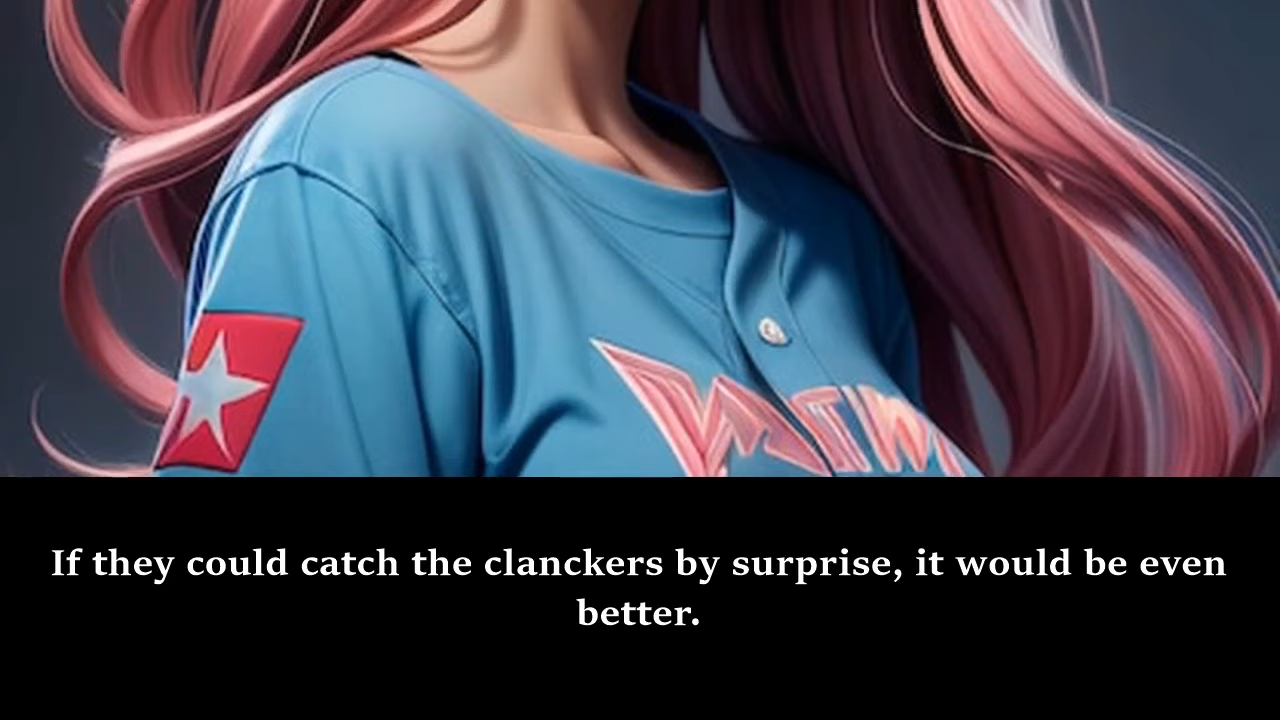 If they could catch the clanckers by surprise, it would be even
better.